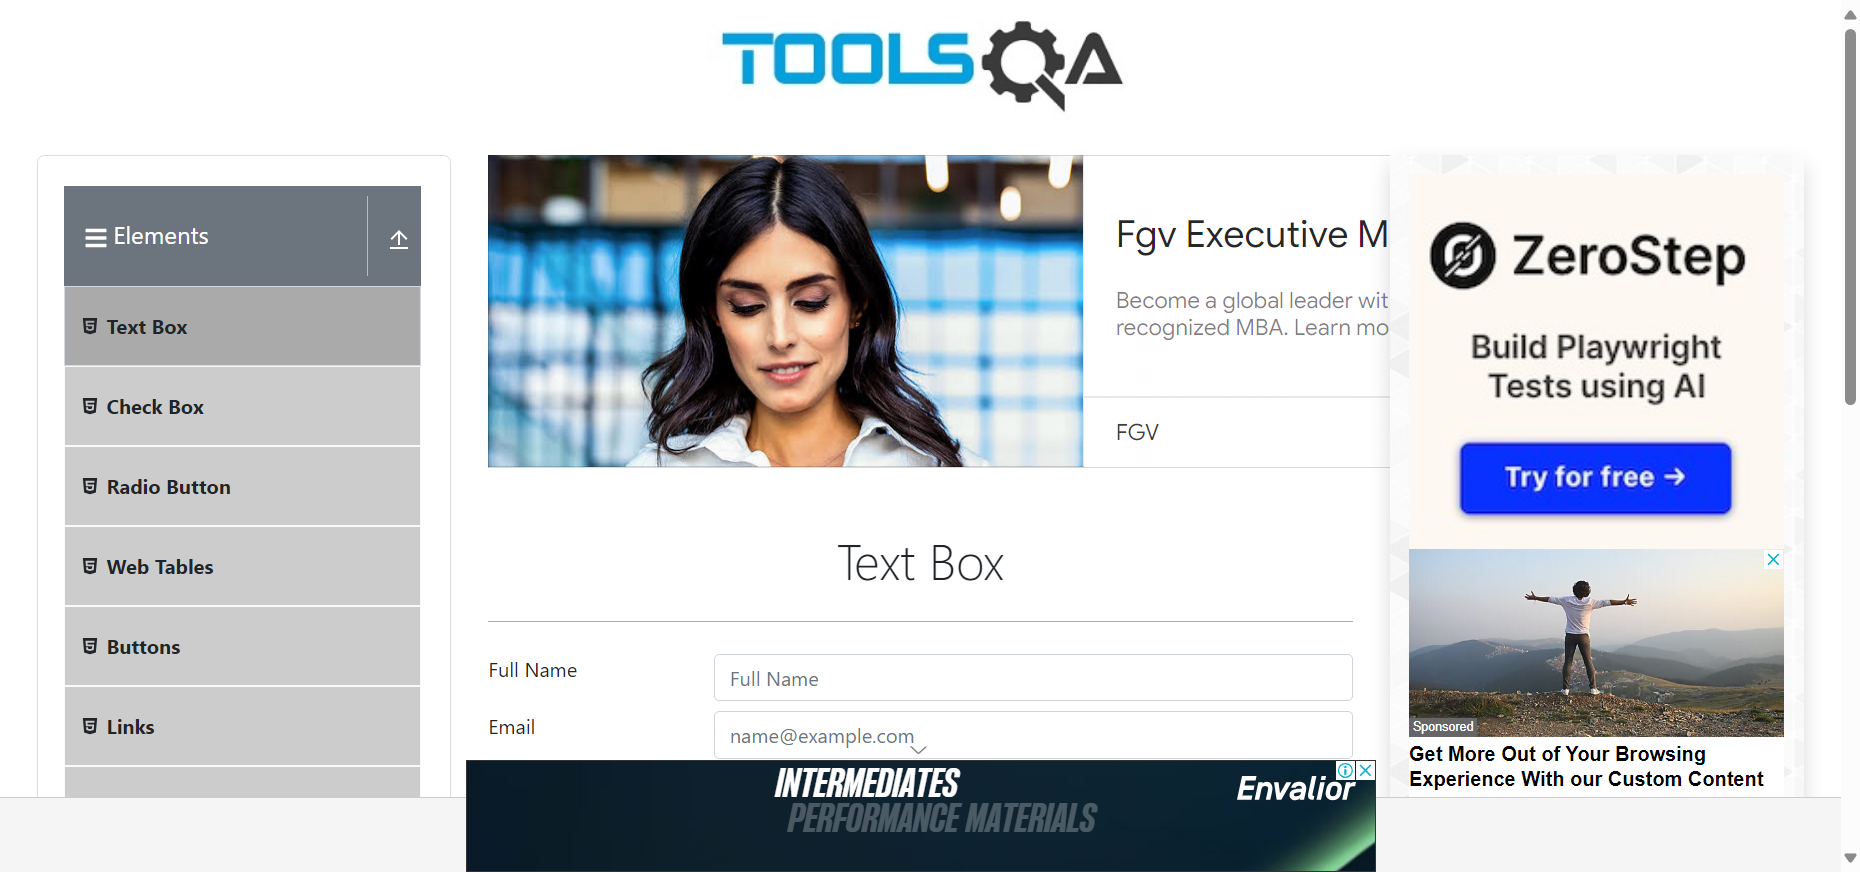 TOOLSQA
Elements
Text Box
Check Box
Radio Button
Web Tables
Buttons
Links
Fgv Executive M
Become a global leader wit
recognized MBA. Learn mo
FGV
Text Box
Full Name
Full Name
Email
name@example.com
ZeroStep
Build Playwright
Tests using AI
Try for free →
Sponsored
Get More Out of Your Browsing
Experience With our Custom Content
INTERMEDIATES
PERFORMANCE MATERIALS
Envalior